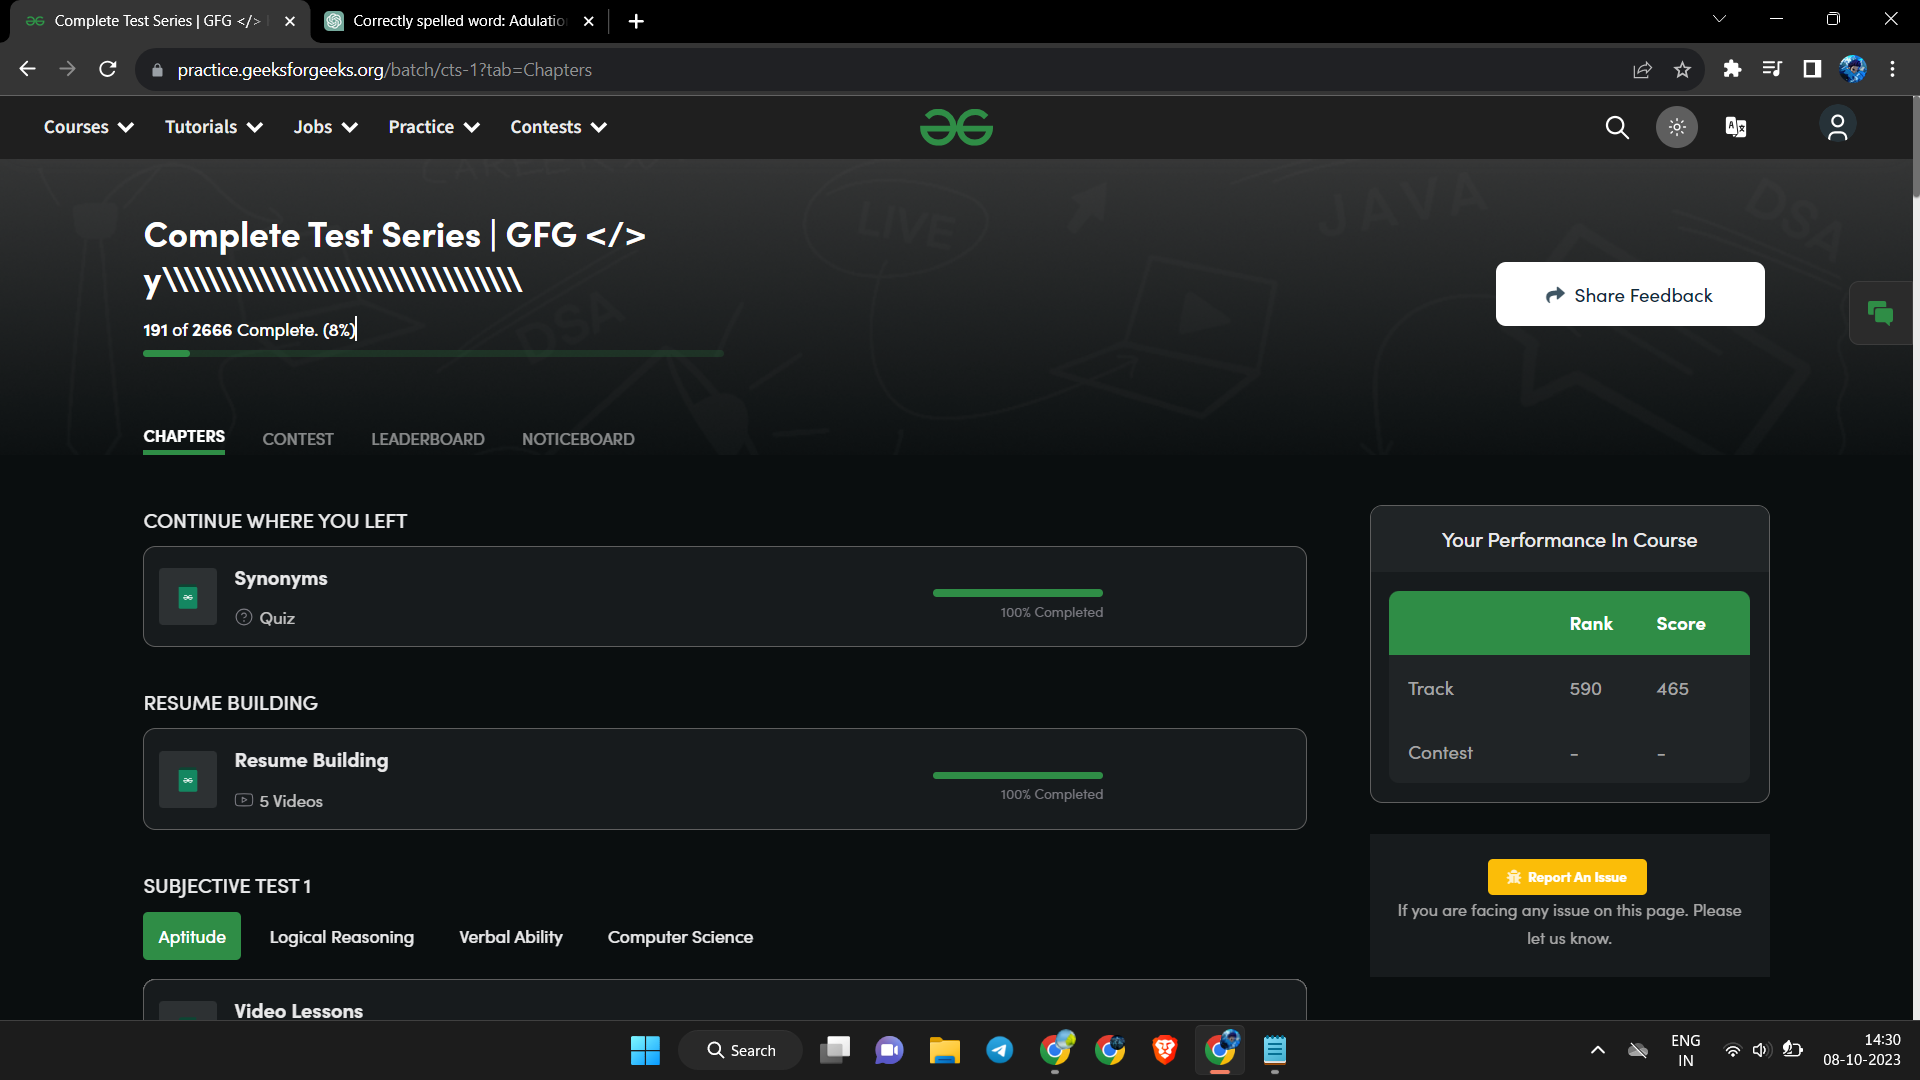 Complete Test Series | GFG </>
Correctly spelled word: Adulatio
practice.geeksforgeeks.org/batch/cts-1?tab=Chapters
Courses Tutorials Jobs Practice Contests
LIVE
JAVA
DSA
DSA
Complete Test Series | GFG </>
y\\\\\\\\\\\\\\\\\\\\\\\\\\\\\\\\\
191 of 2666 Complete. (8%)
Share Feedback
CHAPTERS CONTEST LEADERBOARD NOTICEBOARD
CONTINUE WHERE YOU LEFT
Synonyms
Quiz
100% Completed
RESUME BUILDING
Resume Building
5 Videos
100% Completed
SUBJECTIVE TEST 1
Aptitude Logical Reasoning Verbal Ability Computer Science
Video Lessons
Your Performance In Course
Rank Score
Track 590 465
Contest - -
Report An Issue
If you are facing any issue on this page. Please
let us know.
Search
ENG
IN
14:30
08-10-2023